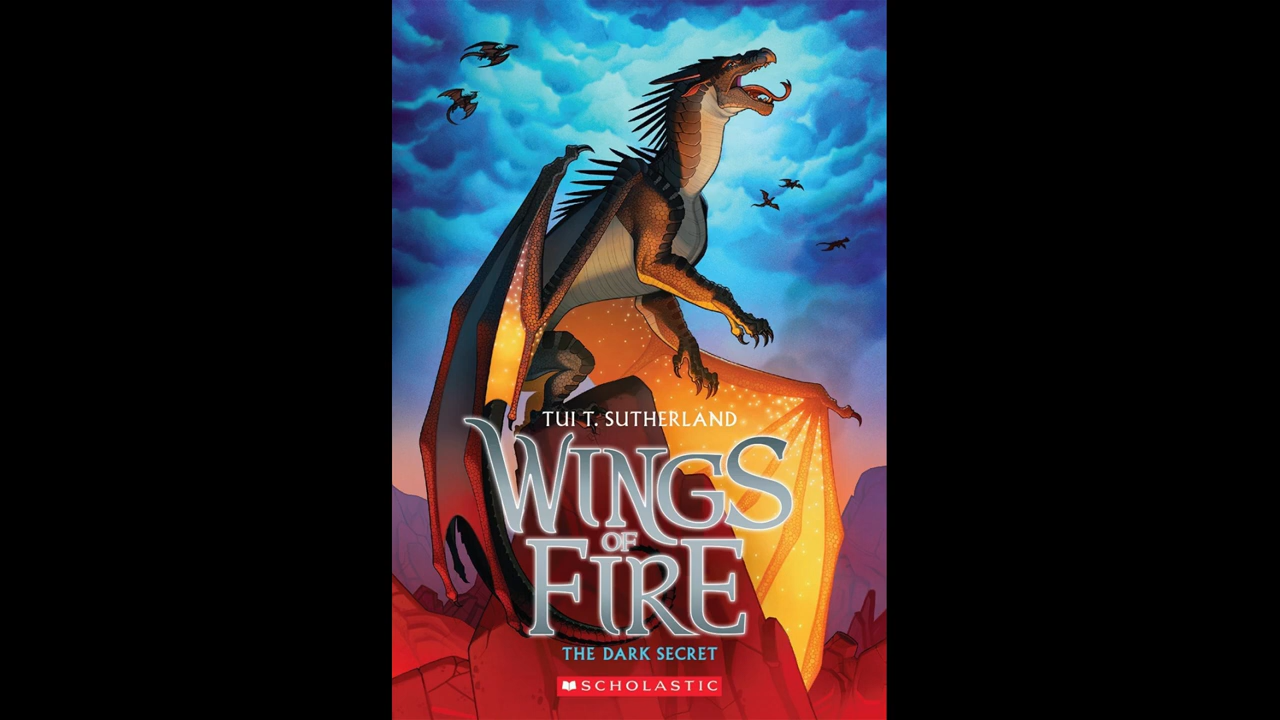 TUI T. SUTHERLAND
WINGS
OF
FIRE
THE DARK SECRET
SCHOLASTIC